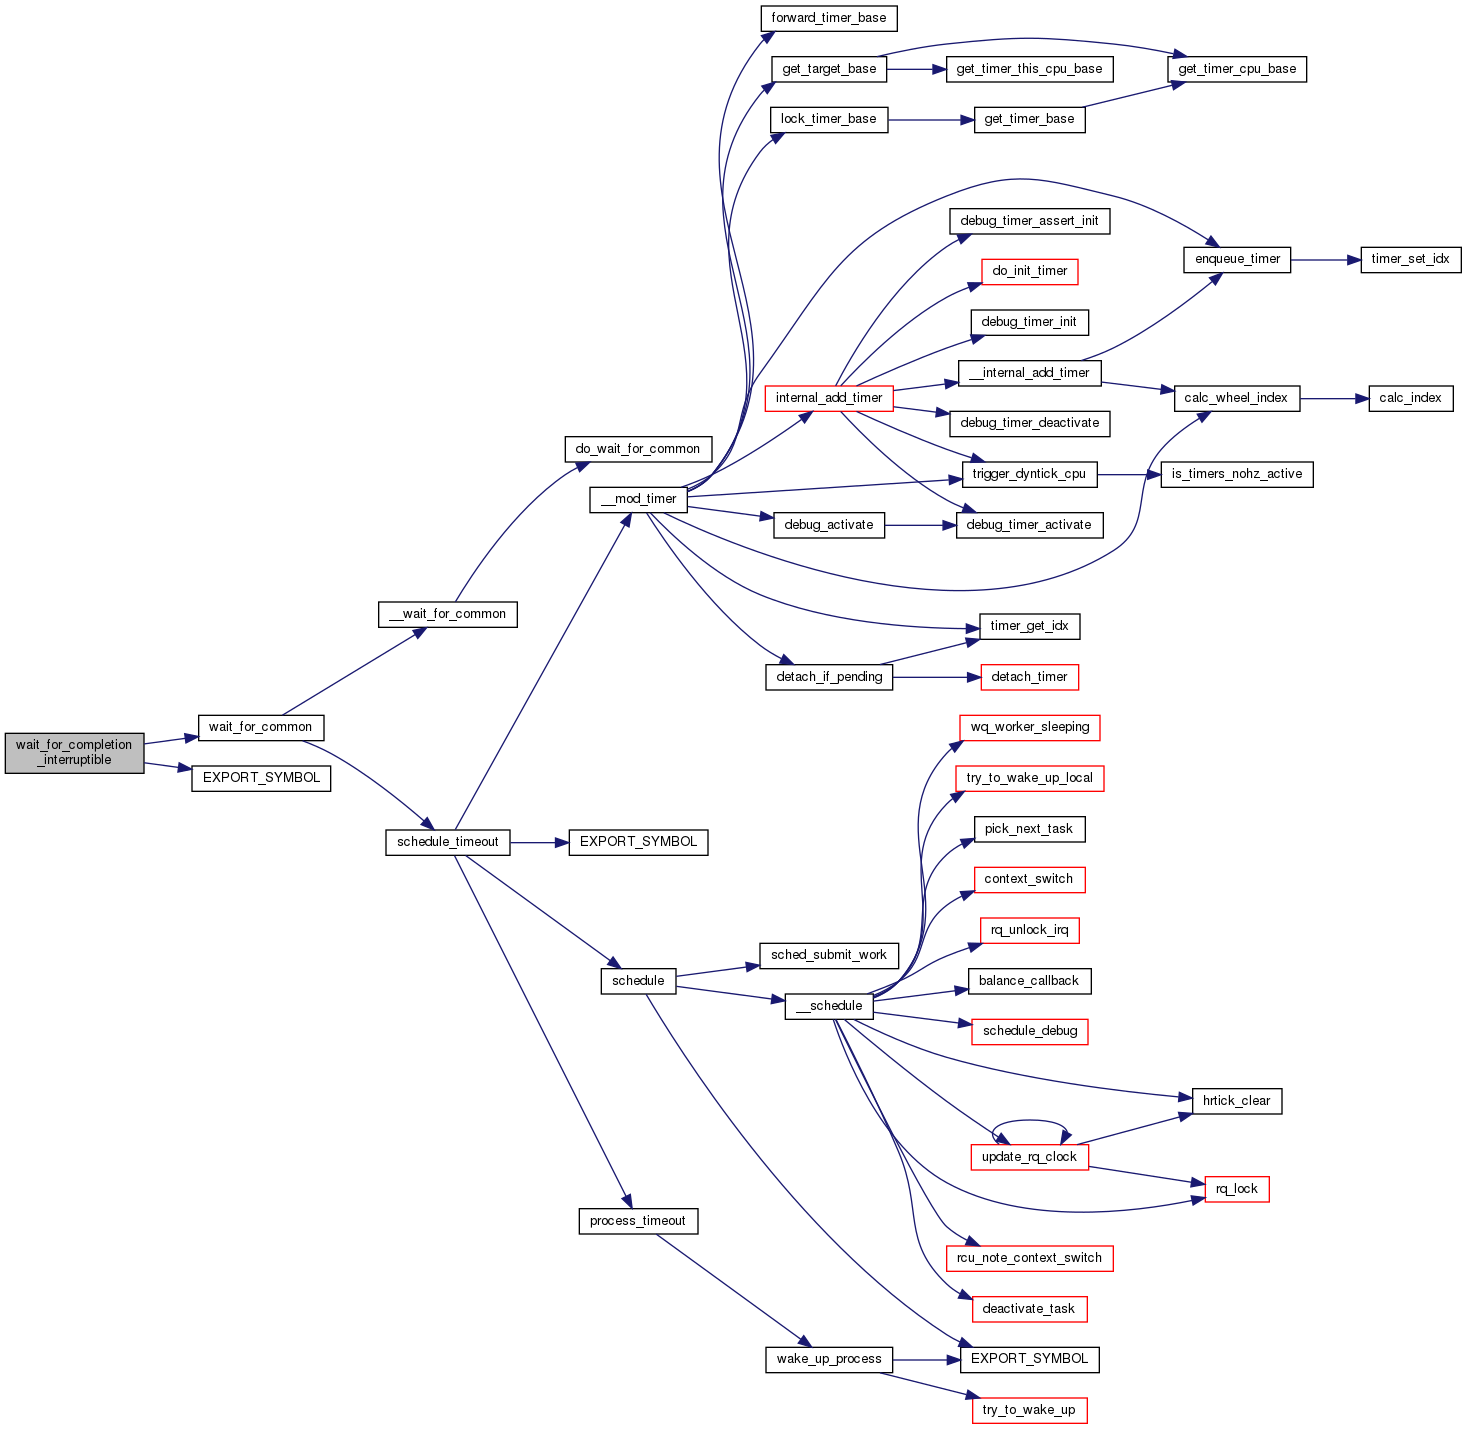 forward_timer_base
get_target_base
get_timer_this_cpu_base
get_timer_cpu_base
lock_timer_base
get_timer_base
debug_timer_assert_init
enqueue_timer
timer_set_idx
do_init_timer
debug_timer_init
__internal_add_timer
internal_add_timer
calc_wheel_index
calc_index
debug_timer_deactivate
do_wait_for_common
trigger_dyntick_cpu
is_timers_nohz_active
__mod_timer
debug_activate
debug_timer_activate
__wait_for_common
timer_get_idx
detach_if_pending
detach_timer
wait_for_common
wq_worker_sleeping
wait_for_completion
_interruptible
EXPORT_SYMBOL
try_to_wake_up_local
schedule_timeout
EXPORT_SYMBOL
pick_next_task
context_switch
rq_unlock_irq
sched_submit_work
schedule
balance_callback
__schedule
schedule_debug
hrtick_clear
update_rq_clock
rq_lock
process_timeout
rcu_note_context_switch
deactivate_task
wake_up_process
EXPORT_SYMBOL
try_to_wake_up